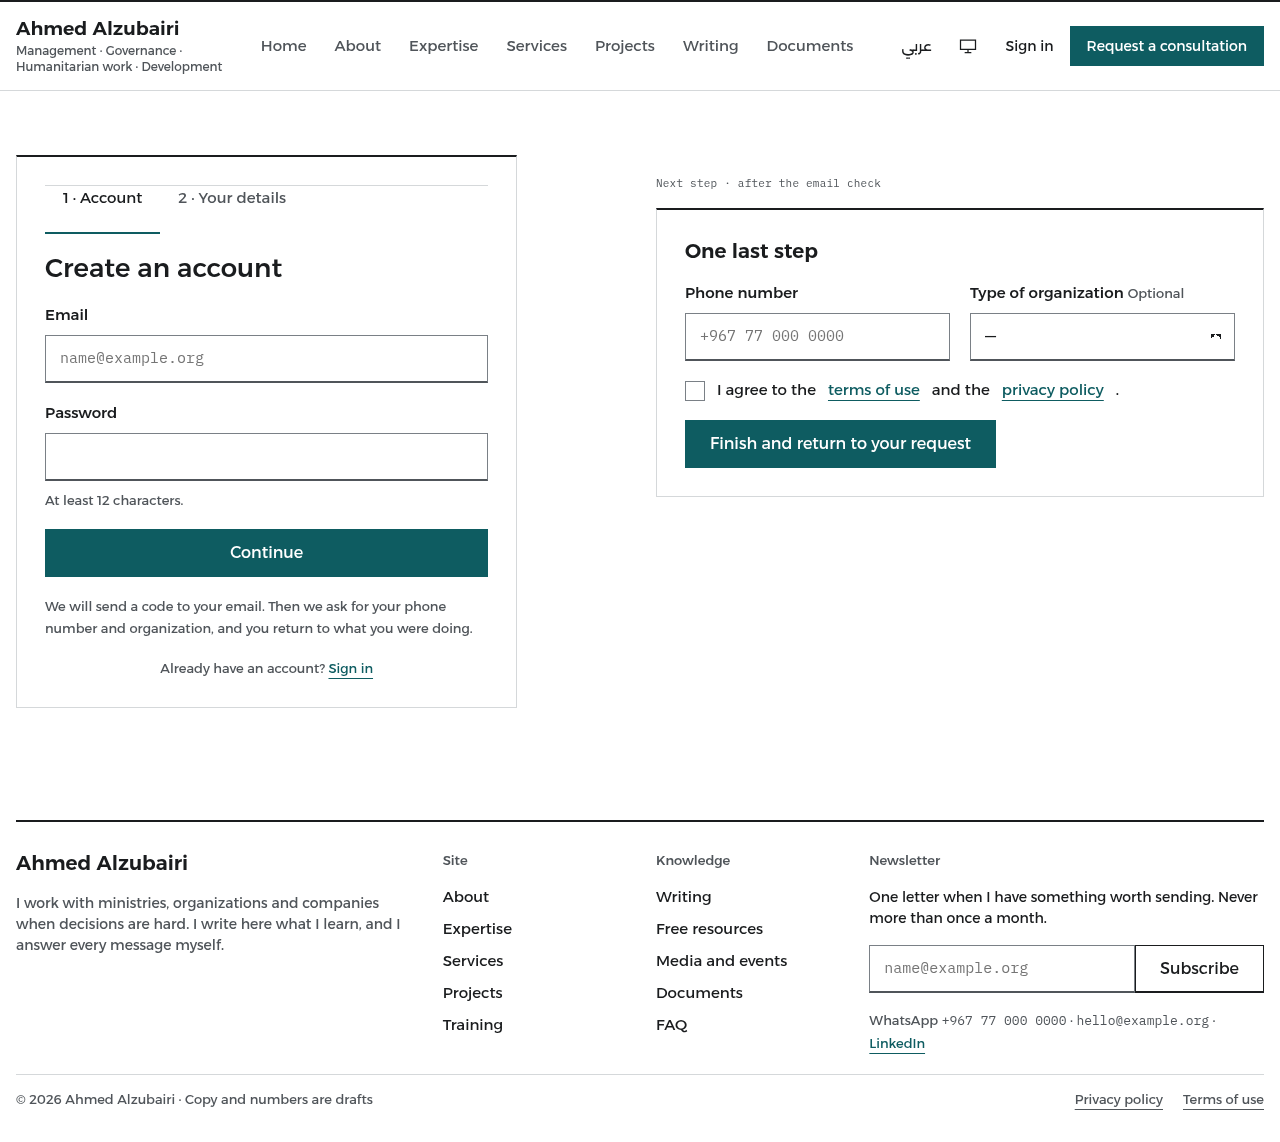 Ahmed Alzubairi
Management · Governance ·
Humanitarian work · Development
Home About Expertise Services Projects Writing Documents
عربي
Sign in
Request a consultation
1 · Account 2 · Your details
Create an account
Email
name@example.org
Password
At least 12 characters.
Continue
We will send a code to your email. Then we ask for your phone
number and organization, and you return to what you were doing.
Already have an account? Sign in
Next step · after the email check
One last step
Phone number
+967 77 000 0000
Type of organization Optional
—
I agree to the terms of use and the privacy policy .
Finish and return to your request
Ahmed Alzubairi
I work with ministries, organizations and companies
when decisions are hard. I write here what I learn, and I
answer every message myself.
Site
About
Expertise
Services
Projects
Training
Knowledge
Writing
Free resources
Media and events
Documents
FAQ
Newsletter
One letter when I have something worth sending. Never
more than once a month.
name@example.org
Subscribe
WhatsApp +967 77 000 0000 · hello@example.org ·
LinkedIn
© 2026 Ahmed Alzubairi · Copy and numbers are drafts
Privacy policy Terms of use